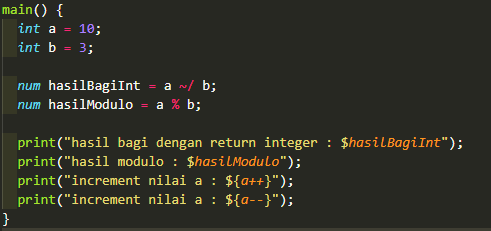 main() {
  int a = 10;
  int b = 3;

  num hasilBagiInt = a ~/ b;
  num hasilModulo = a % b;

  print("hasil bagi dengan return integer : $hasilBagiInt");
  print("hasil modulo : $hasilModulo");
  print("increment nilai a : ${a++}");
  print("increment nilai a : ${a--}");
}